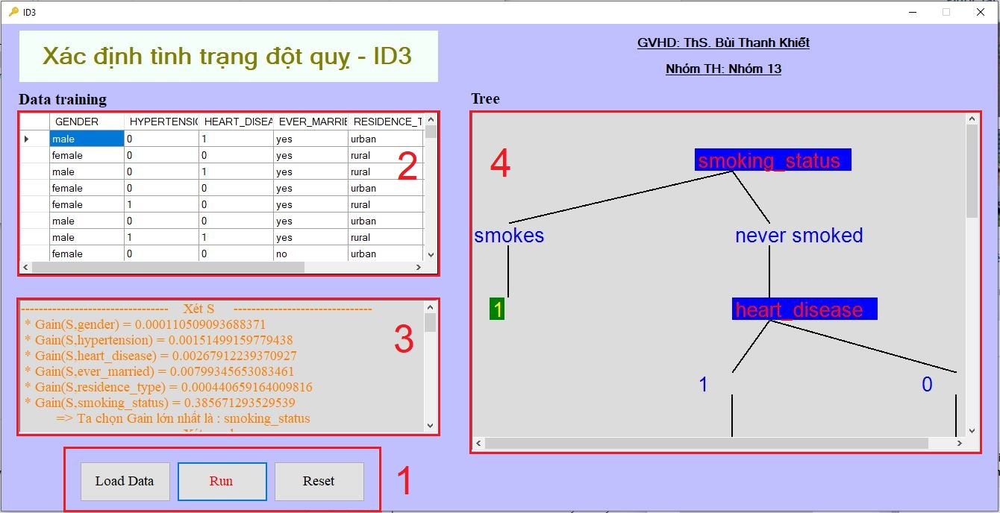 ID3
Xác định tình trạng đột quỵ - ID3
GVHD: ThS. Bùi Thanh Khiết
Nhóm TH: Nhóm 13
Data training
GENDER HYPERTENSIO HEART_DISEA EVER_MARRIE RESIDENCE_T
male 0 1 yes urban
female 0 0 yes rural
male 0 1 yes rural
female 0 0 yes urban
female 1 0 yes rural
male 0 0 yes urban
male 1 1 yes rural
female 0 0 no urban
2
--------------------------------- Xét S -------------------------------
* Gain(S,gender) = 0.000110509093688371
* Gain(S,hypertension) = 0.00151499159779438
* Gain(S,heart_disease) = 0.00267912239370927
* Gain(S,ever_married) = 0.00799345653083461
* Gain(S,residence_type) = 0.000440659164009816
* Gain(S,smoking_status) = 0.385671293529539
=> Ta chọn Gain lớn nhất là : smoking_status
3
Load Data Run Reset
1
Tree
4
smoking_status
smokes never smoked
1 heart_disease
1 0